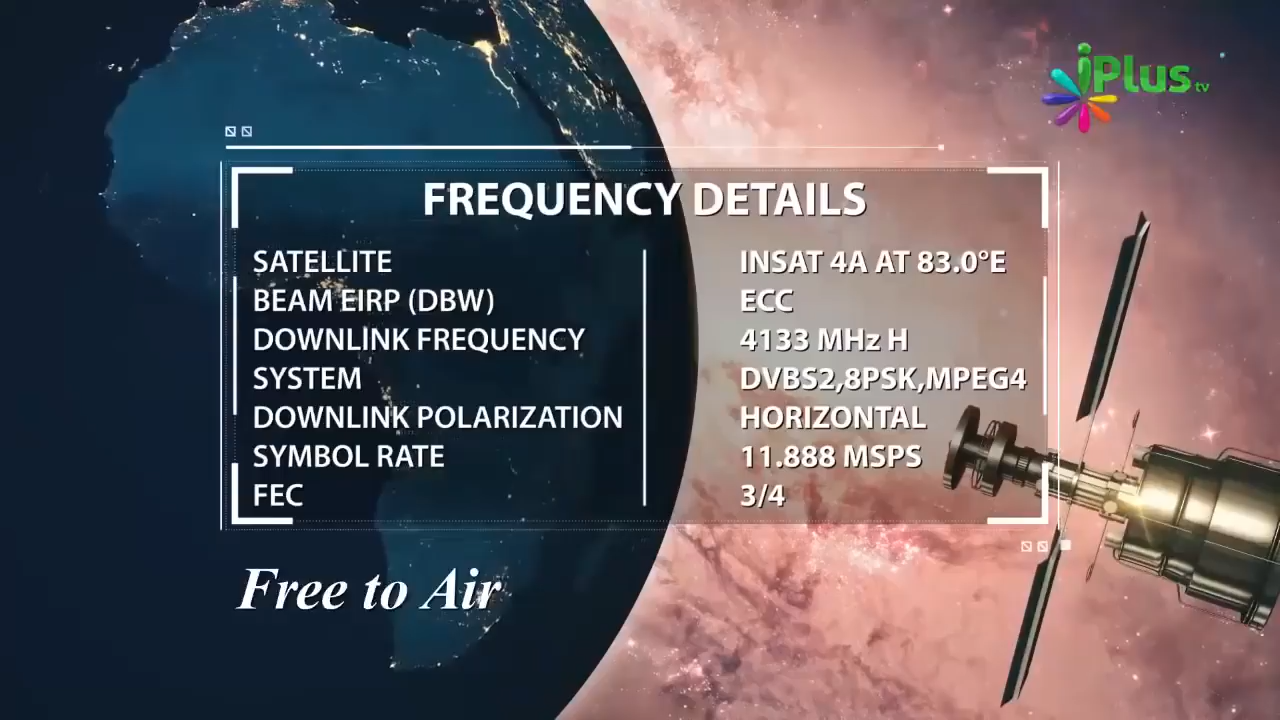 iPlus tv
FREQUENCY DETAILS
SATELLITE INSAT 4A AT 83.0°E
BEAM EIRP (DBW) ECC
DOWNLINK FREQUENCY 4133 MHz H
SYSTEM DVBS2,8PSK,MPEG4
DOWNLINK POLARIZATION HORIZONTAL
SYMBOL RATE 11.888 MSPS
FEC 3/4
Free to Air